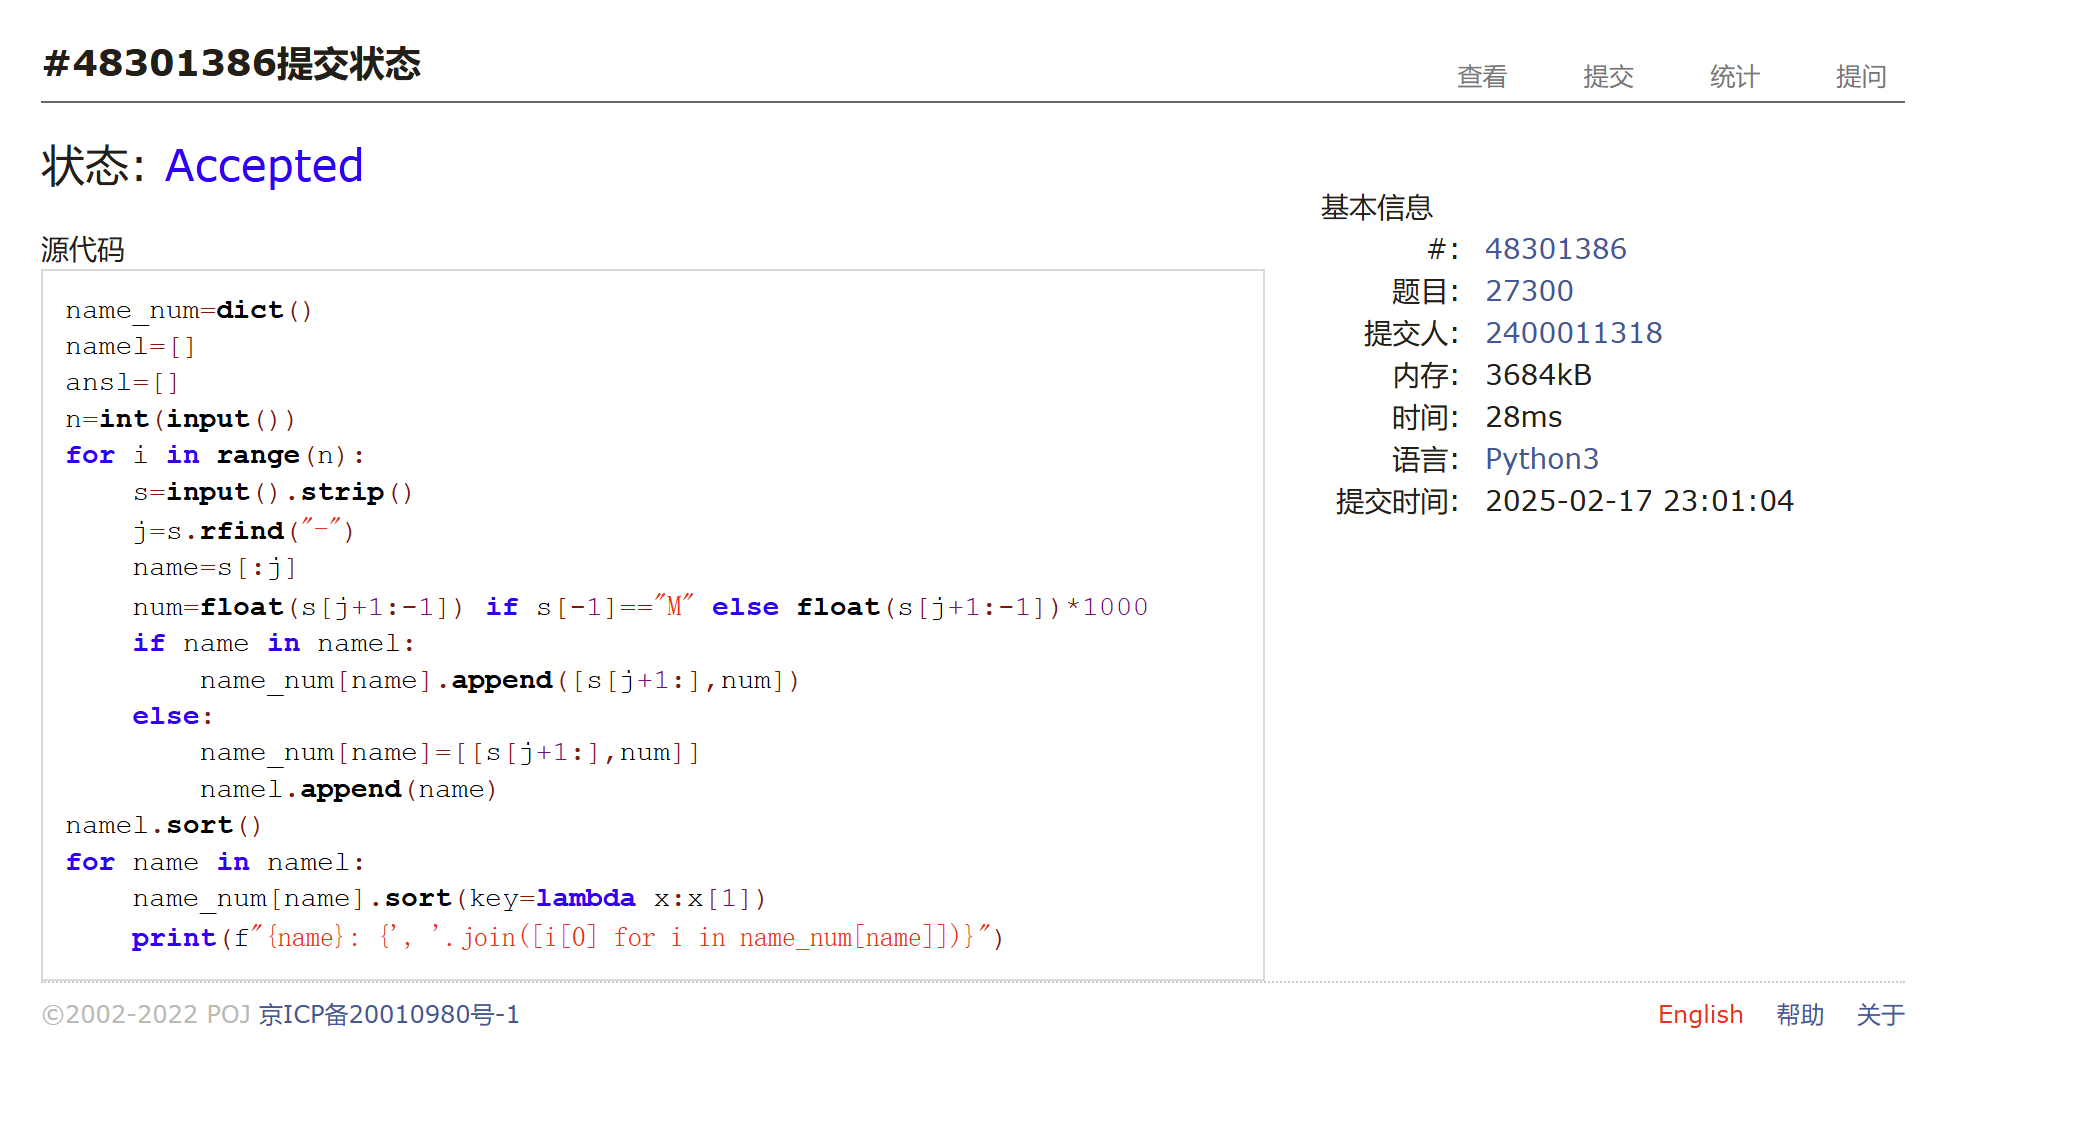 #48301386提交状态
查看 提交 统计 提问
状态: Accepted
源代码
name_num=dict()
namel=[]
ansl=[]
n=int(input())
for i in range(n):
    s=input().strip()
    j=s.rfind("-")
    name=s[:j]
    num=float(s[j+1:-1]) if s[-1]=="M" else float(s[j+1:-1])*1000
    if name in namel:
        name_num[name].append([s[j+1:],num])
    else:
        name_num[name]=[[s[j+1:],num]]
        namel.append(name)
namel.sort()
for name in namel:
    name_num[name].sort(key=lambda x:x[1])
    print(f"{name}: {', '.join([i[0] for i in name_num[name]])}")
基本信息
#: 48301386
题目: 27300
提交人: 2400011318
内存: 3684kB
时间: 28ms
语言: Python3
提交时间: 2025-02-17 23:01:04
©2002-2022 POJ 京ICP备20010980号-1
English 帮助 关于